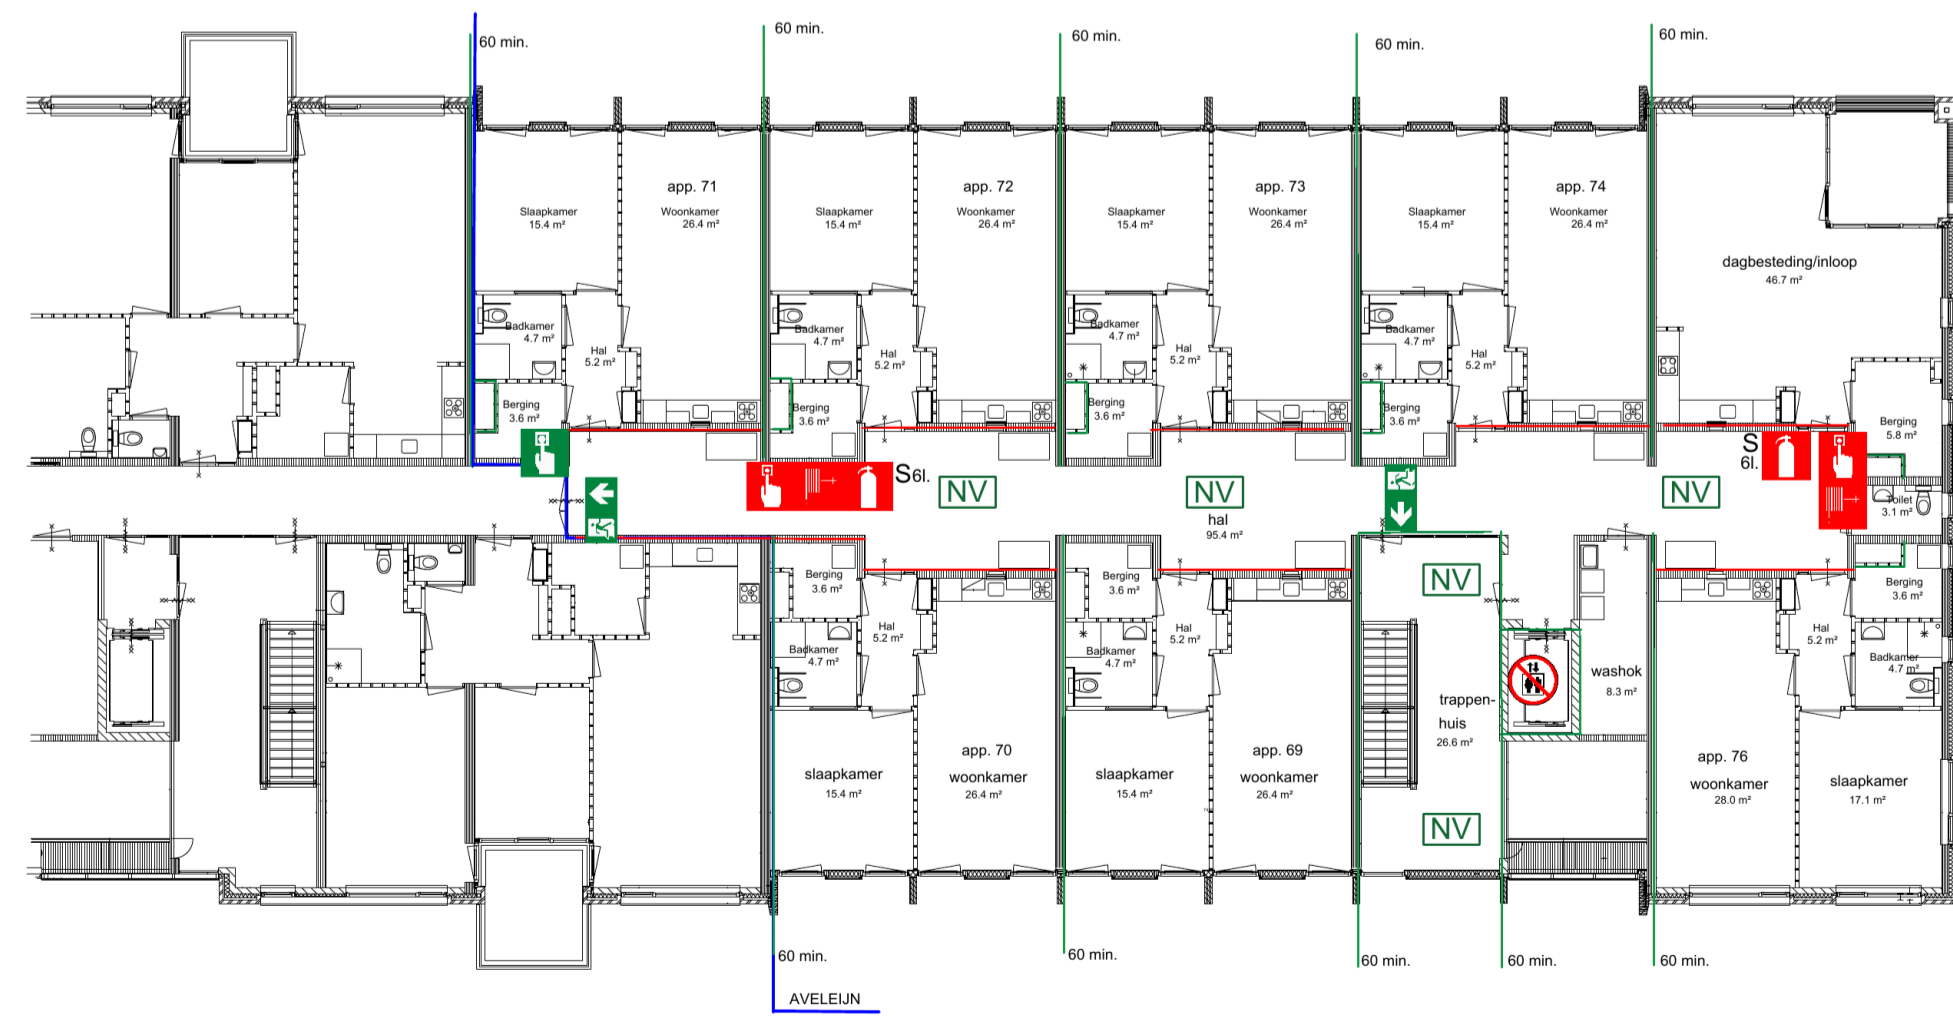 60 min.
60 min.
60 min.
60 min.
60 min.
app. 71
Slaapkamer
15.4 m²
Woonkamer
26.4 m²
app. 72
Slaapkamer
15.4 m²
Woonkamer
26.4 m²
app. 73
Slaapkamer
15.4 m²
Woonkamer
26.4 m²
app. 74
Slaapkamer
15.4 m²
Woonkamer
26.4 m²
dagbesteding/inloop
46.7 m²
Badkamer
4.7 m²
Hal
5.2 m²
Badkamer
4.7 m²
Hal
5.2 m²
Badkamer
4.7 m²
Hal
5.2 m²
Badkamer
4.7 m²
Hal
5.2 m²
Berging
3.6 m²
Berging
3.6 m²
Berging
3.6 m²
Berging
3.6 m²
Berging
5.8 m²
S 6l.
NV
NV
NV
S
6l.
hal
95.4 m²
Toilet
3.1 m²
Berging
3.6 m²
Berging
3.6 m²
NV
Berging
3.6 m²
Hal
5.2 m²
Badkamer
4.7 m²
Hal
5.2 m²
Badkamer
4.7 m²
Hal
5.2 m²
Badkamer
4.7 m²
washok
8.3 m²
trappen-
huis
26.6 m²
app. 70
slaapkamer
15.4 m²
woonkamer
26.4 m²
app. 69
slaapkamer
15.4 m²
woonkamer
26.4 m²
app. 76
woonkamer
28.0 m²
slaapkamer
17.1 m²
NV
60 min.
60 min.
60 min.
60 min.
60 min.
AVELEIJN